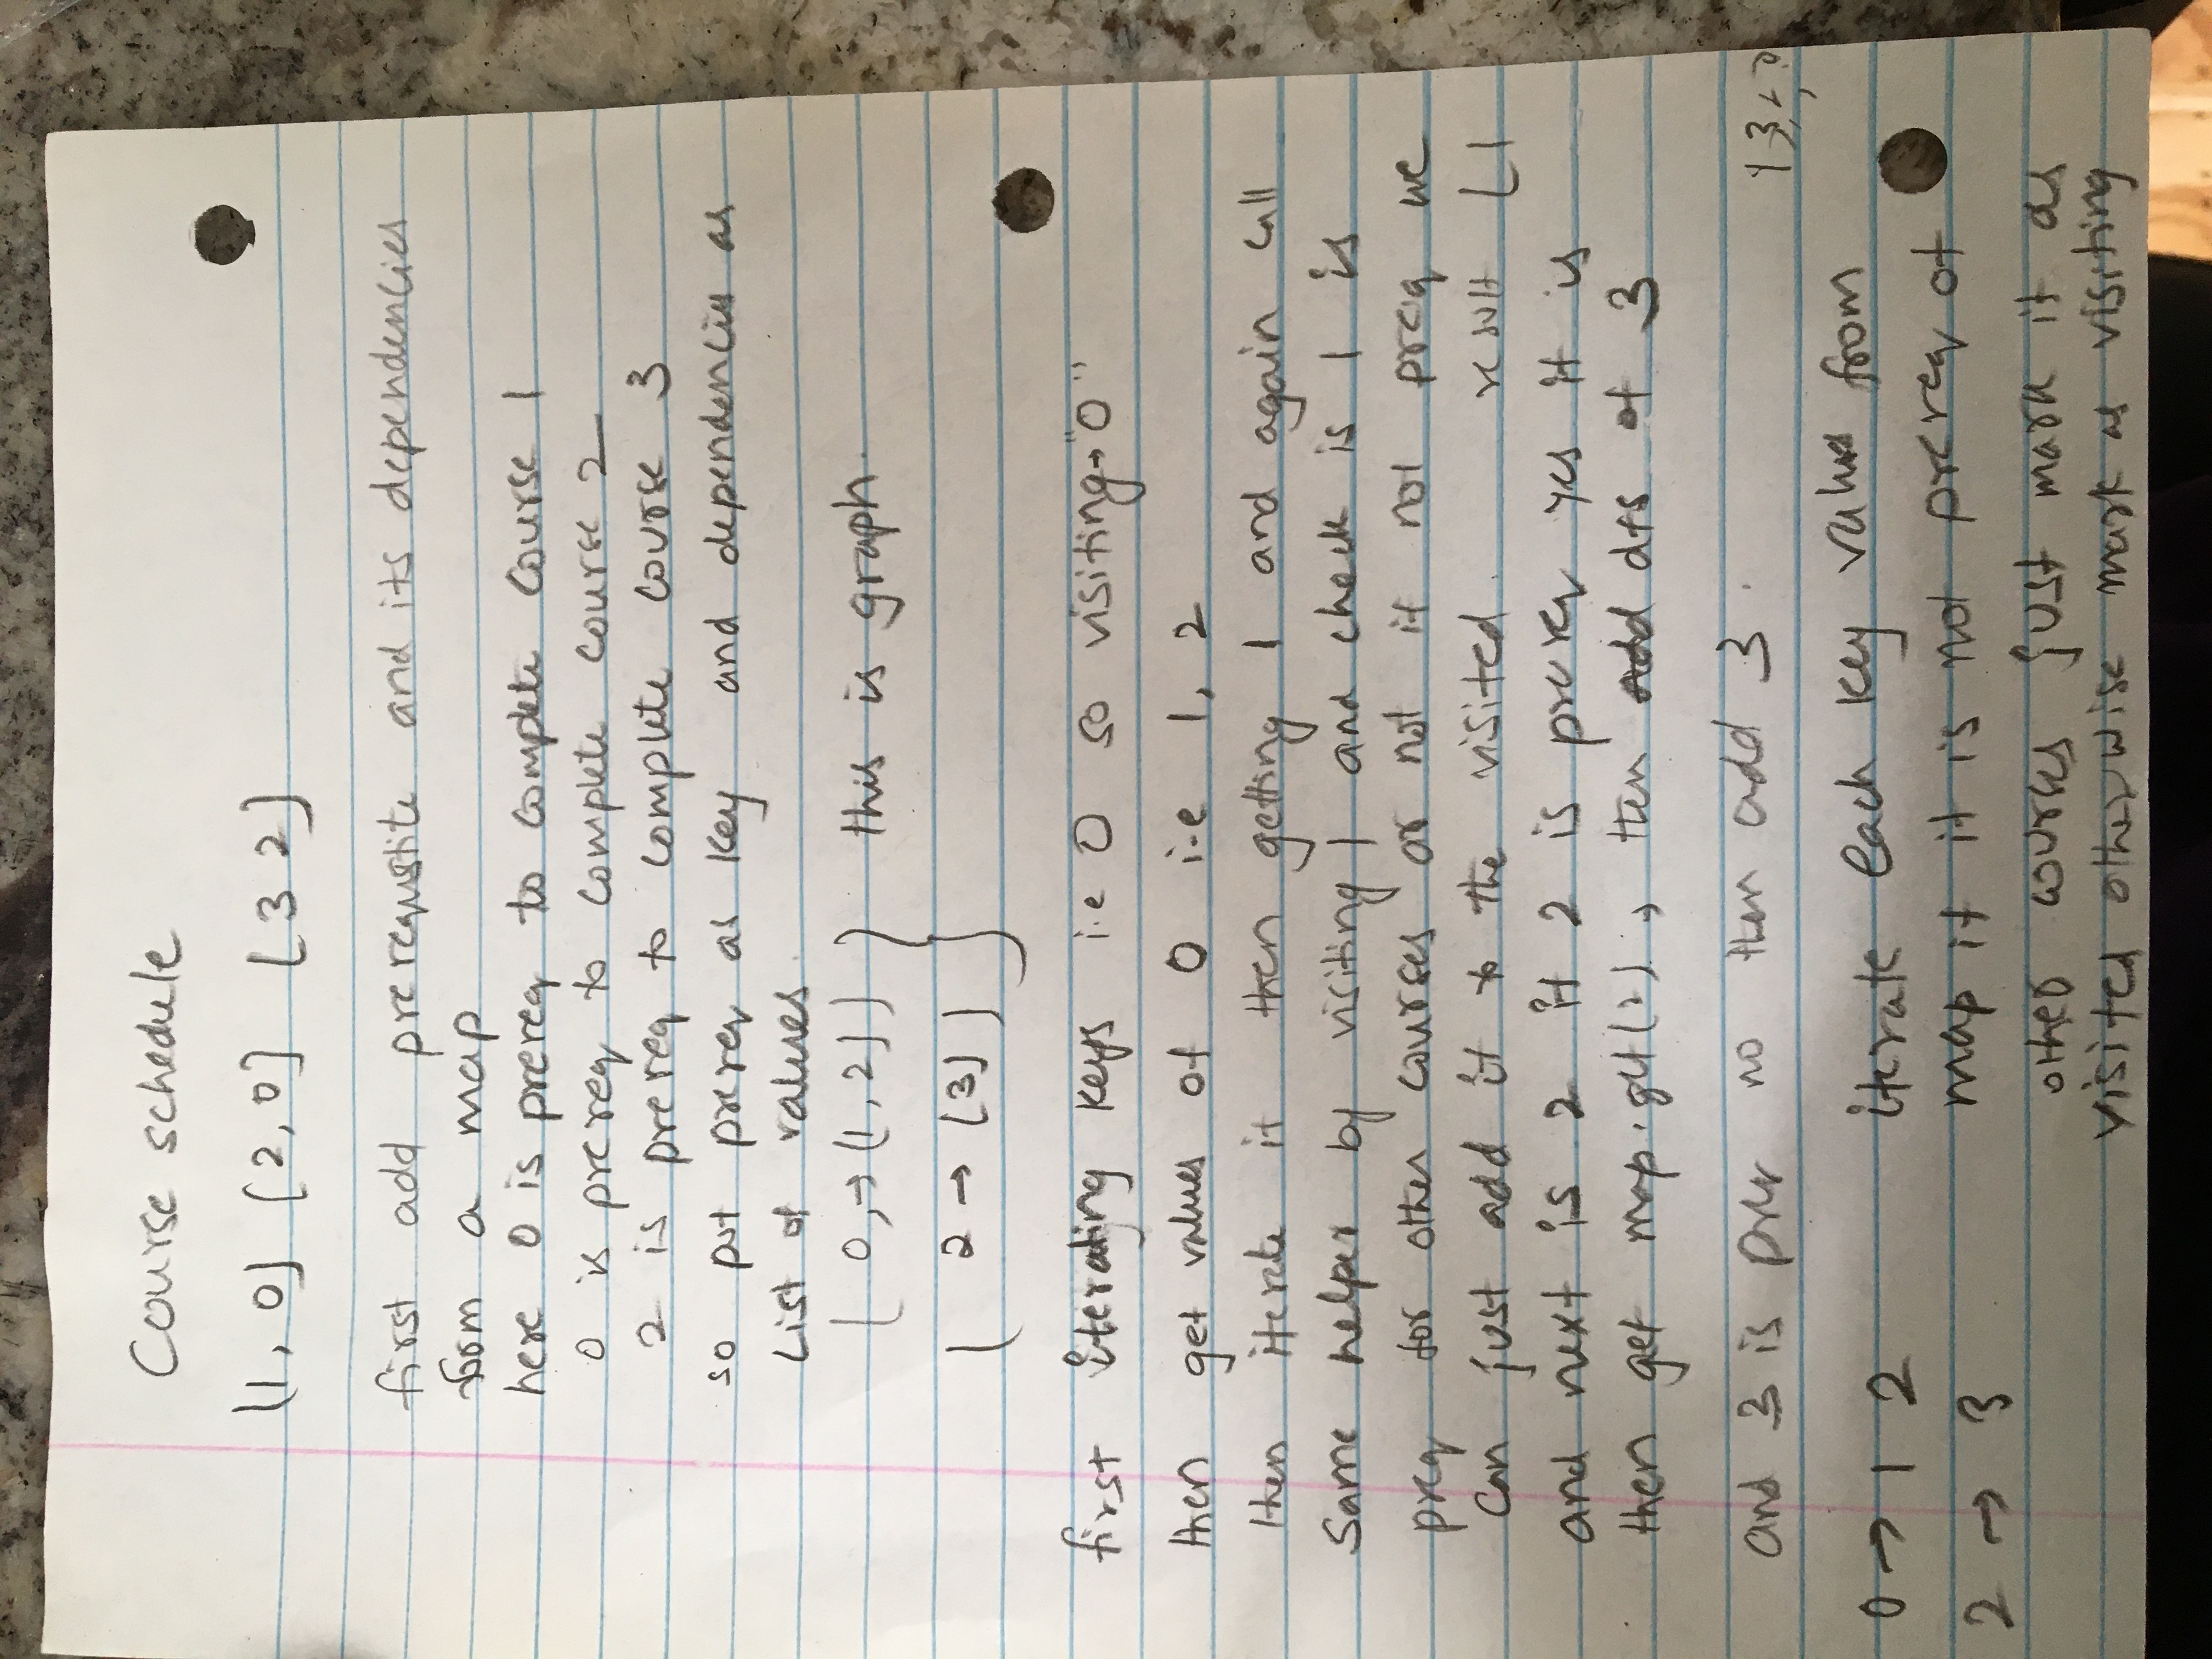 Course schedule
[1, 0] [2, 0] [3 2]
first add prerequstite and its dependencies
form a map
here 0 is prereq to complete course 1
0 is prereq to complete course 2
2 is prereq to complete course 3
so put prereq as key and dependencies as
List of values.
( 0, → [1, 2] ) } this is graph.
( 2 → [3] )
first iterating keys i.e 0 so visiting → "0"
then get values of 0 i.e 1, 2
then iterate it then getting 1 and again call
Same helper by visiting 1 and check is 1 is
preq for other courses or not if not preq we
Can just add it to the visited. result [1
and next is 2 if 2 is prereq yes it is
then get map.get(2), then add dfs of 3
and 3 is prer no then add 3.
1 3, 2, 0
0 → 1 2 iterate each key values from
2 → 3 map if it is not prereq of
other courses just mark it as
visited otherwise mark as visiting